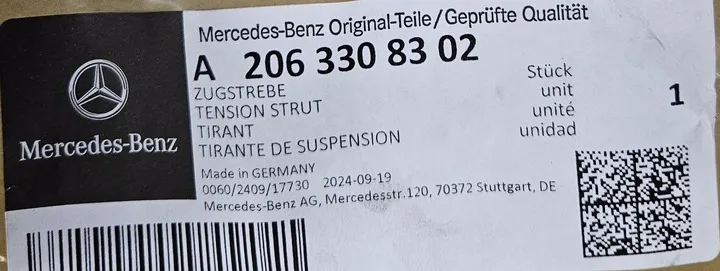 Mercedes-Benz Original-Teile/Geprüfte Qualität
A 206 330 83 02
ZUGSTREBE Stück
TENSION STRUT unit
TIRANT unité 1
TIRANTE DE SUSPENSION unidad
Made in GERMANY
0060/2409/17730 2024-09-19
Mercedes-Benz AG, Mercedesstr.120, 70372 Stuttgart, DE
Mercedes-Benz